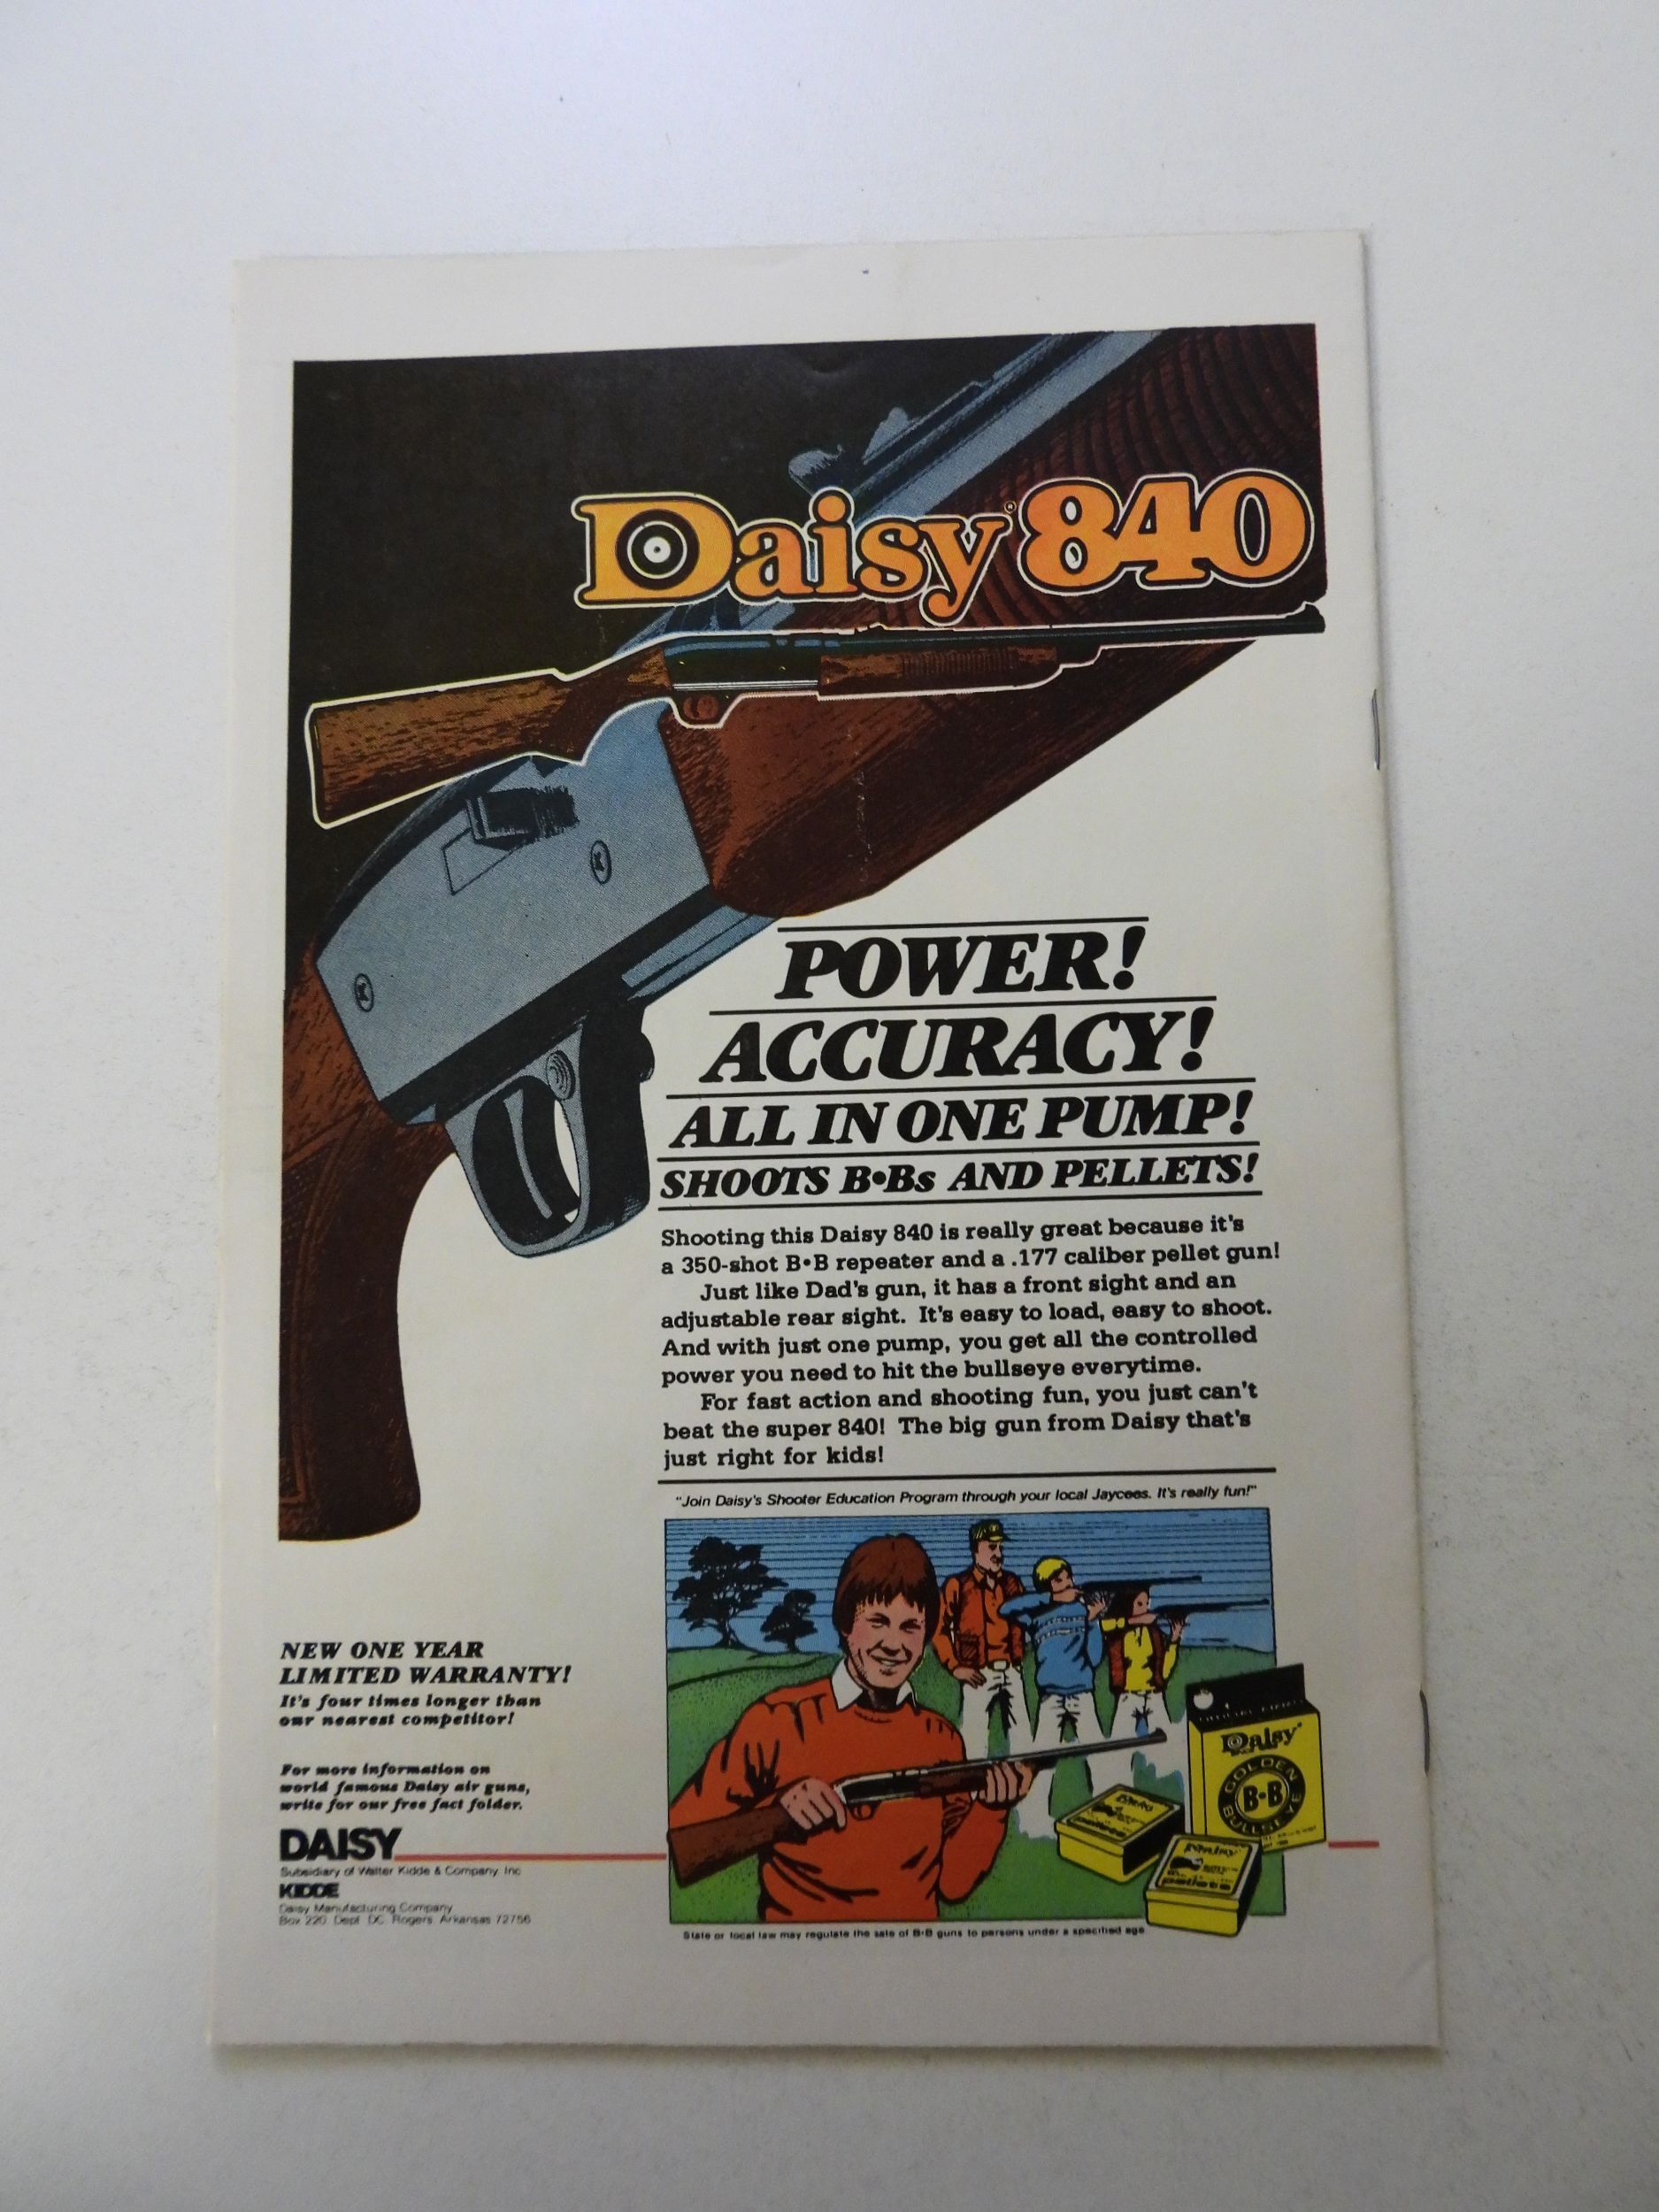 Daisy® 840
POWER!
ACCURACY!
ALL IN ONE PUMP!
SHOOTS B•Bs AND PELLETS!
Shooting this Daisy 840 is really great because it's
a 350-shot B•B repeater and a .177 caliber pellet gun!
Just like Dad's gun, it has a front sight and an
adjustable rear sight. It's easy to load, easy to shoot.
And with just one pump, you get all the controlled
power you need to hit the bullseye everytime.
For fast action and shooting fun, you just can't
beat the super 840! The big gun from Daisy that's
just right for kids!
"Join Daisy's Shooter Education Program through your local Jaycees. It's really fun!"
NEW ONE YEAR
LIMITED WARRANTY!
It's four times longer than
our nearest competitor!
For more information on
world famous Daisy air guns,
write for our free fact folder.
DAISY
Subsidiary of Walter Kidde & Company, Inc
KIDDE
Daisy Manufacturing Company
Box 220 Dept DC, Rogers, Arkansas 72756
Daisy®
GOLDEN
B•B
BULLSEYE
pellets
Daisy
pellets
State or local law may regulate the sale of B•B guns to persons under a specified age